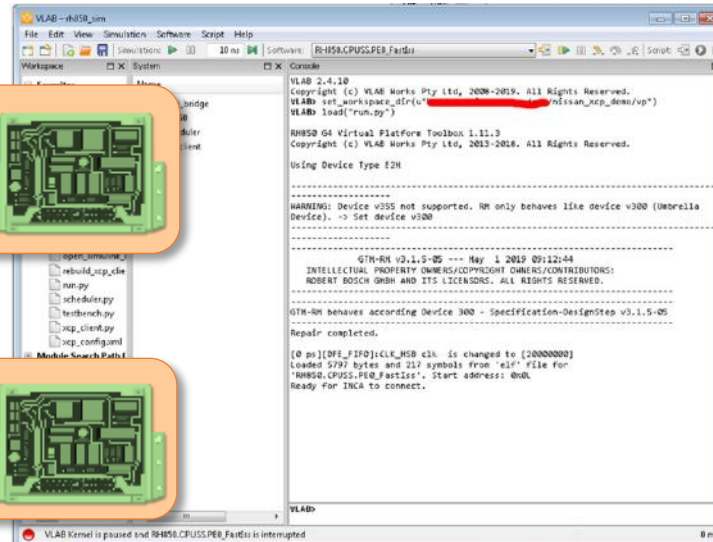 VLAB - rh850_sim
File Edit View Simulation Software Script Help
Simulation: 10 ns Software: RH850.CPUSS.PE0_FastIss Script:
Workspace System Console
Name
_bridge
duler
client
open_simulink_
rebuild_xcp_clie
run.py
scheduler.py
testbench.py
xcp_client.py
xcp_config.xml
Module Search Path (
VLAB 2.4.10
Copyright (c) VLAB Works Pty Ltd, 2008-2019. All Rights Reserved.
VLAB> set_workspace_dir(u" /nissan_xcp_demo/vp")
VLAB> load("run.py")
RH850 G4 Virtual Platform Toolbox 1.11.3
Copyright (c) VLAB Works Pty Ltd, 2013-2018. All Rights Reserved.
Using Device Type E2H
--------------------
WARNING: Device v355 not supported. RM only behaves like device v300 (Umbrella
Device). -> Set device v300
--------------------
GTM-RM v3.1.5-05 --- May 1 2019 09:12:44
INTELLECTUAL PROPERTY OWNERS/COPYRIGHT OWNERS/CONTRIBUTORS:
ROBERT BOSCH GMBH AND ITS LICENSORS. ALL RIGHTS RESERVED.
GTM-RM behaves according Device 300 - Specification-DesignStep v3.1.5-05
Repair completed.
[0 ps][DFE_FIFO]:CLK_HSB clk is changed to [20000000]
Loaded 5797 bytes and 217 symbols from 'elf' file for
'RH850.CPUSS.PE0_FastIss'. Start address: 0x0L
Ready for INCA to connect.
VLAB>
VLAB Kernel is paused and RH850.CPUSS.PE0_FastIss is interrupted